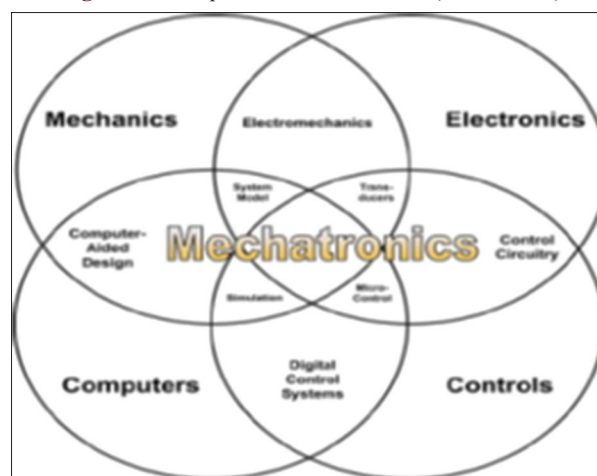 Mechanics
Electromechanics
Electronics
System
Model
Trans-
ducers
Computer-
Aided
Design
Mechatronics
Control
Circuitry
Simulation
Micro-
Control
Computers
Digital
Control
Systems
Controls